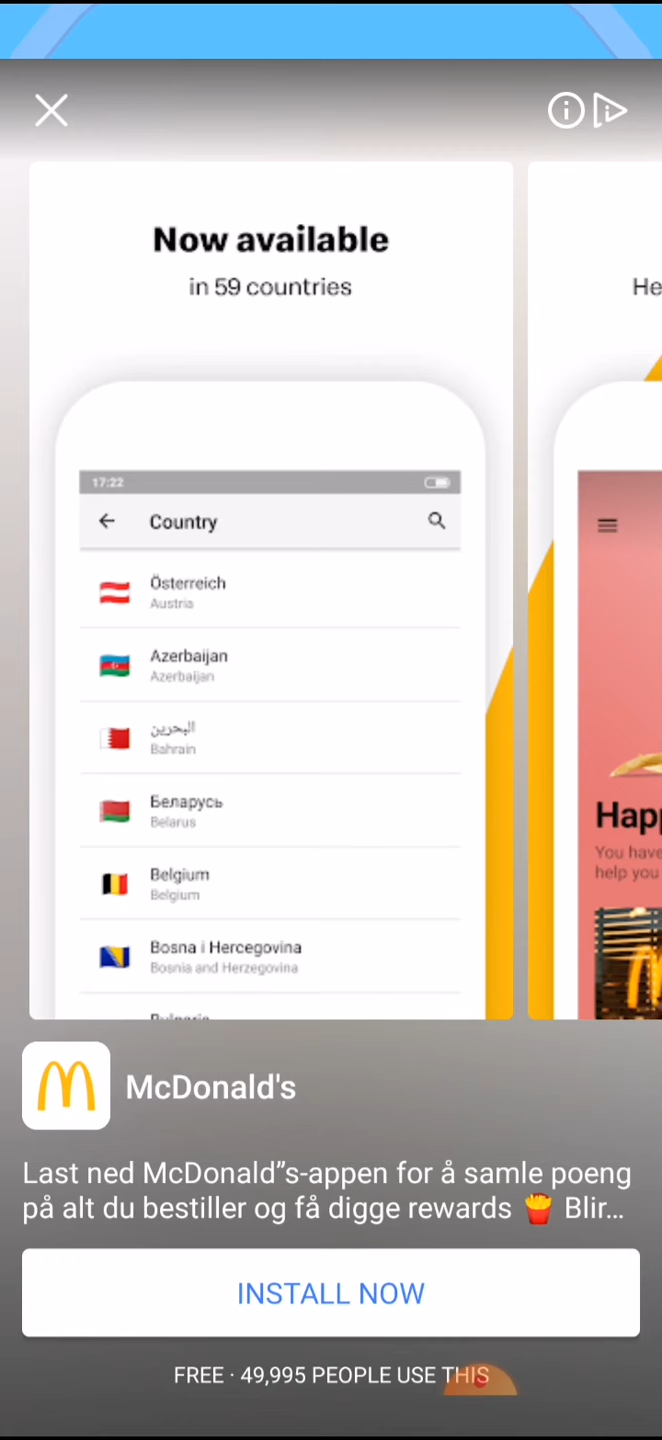 Now available
in 59 countries
He
17:22
Country
Österreich
Austria
Azerbaijan
Azerbaijan
البحرين
Bahrain
Беларусь
Belarus
Belgium
Belgium
Bosna i Hercegovina
Bosnia and Herzegovina
Happ
You have
help you
McDonald's
Last ned McDonald”s-appen for å samle poeng
på alt du bestiller og få digge rewards 🍟 Blir...
INSTALL NOW
FREE · 49,995 PEOPLE USE THIS